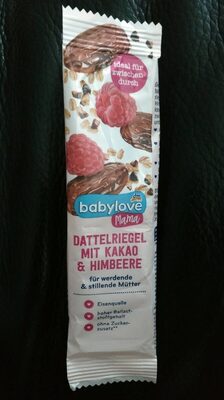 ideal für
zwischen-
durch
babylove
Mama
DATTELRIEGEL
MIT KAKAO
& HIMBEERE
für werdende
& stillende Mütter
Eisenquelle
hoher Ballast-
stoffgehalt
ohne Zucker-
zusatz**